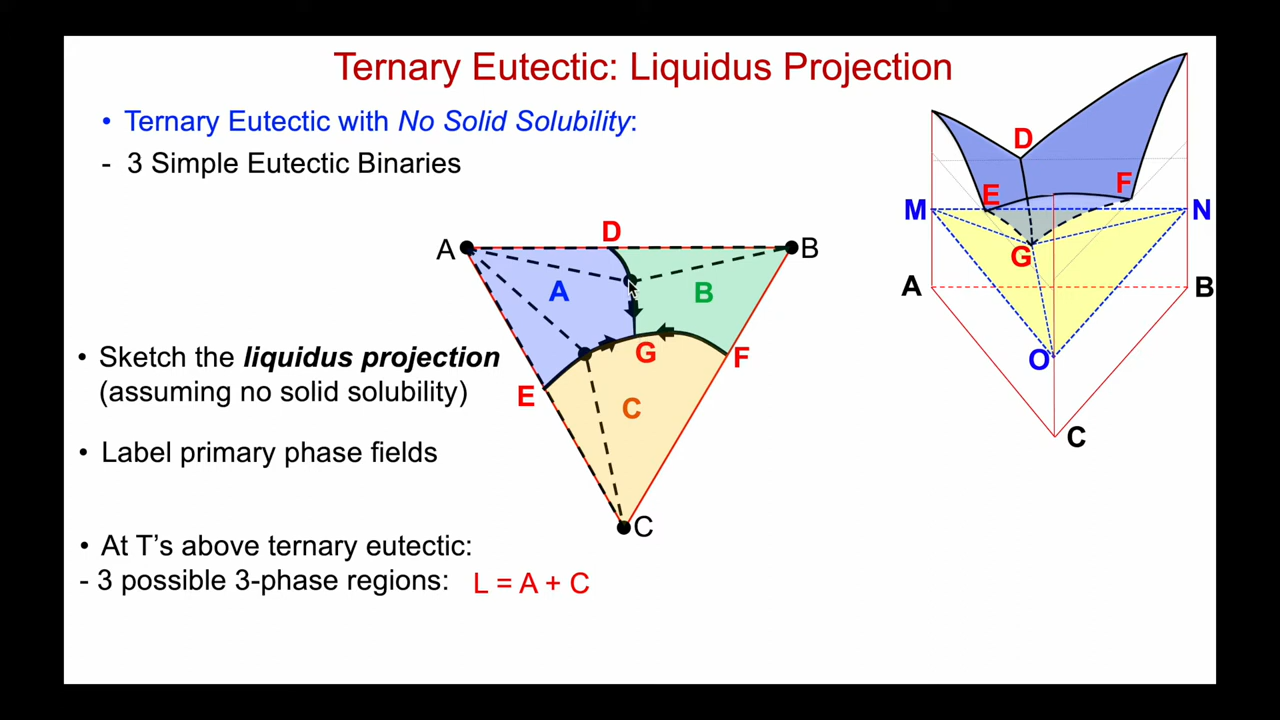 Ternary Eutectic: Liquidus Projection
• Ternary Eutectic with No Solid Solubility:
- 3 Simple Eutectic Binaries
D
A
B
A
B
G
F
E
C
C
• Sketch the liquidus projection
(assuming no solid solubility)
• Label primary phase fields
• At T's above ternary eutectic:
- 3 possible 3-phase regions: L = A + C
D
E
F
M
N
G
A
B
O
C